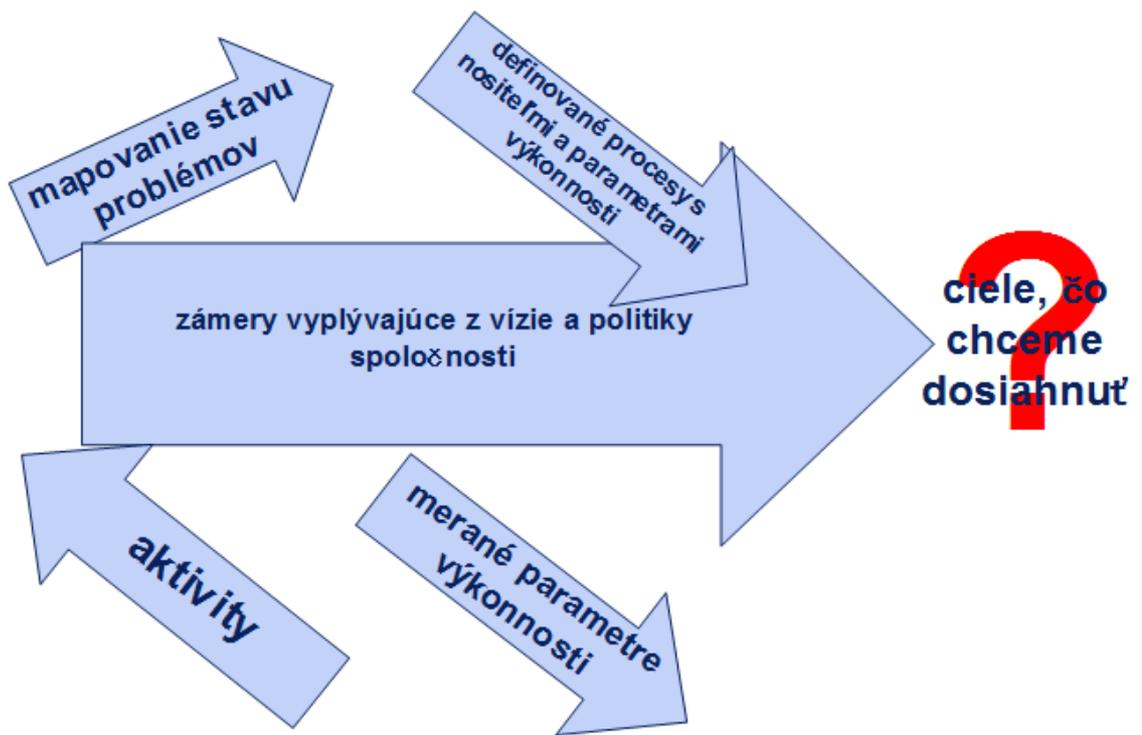 mapovanie stavu
problémov
definované procesy s
nositeľmi a parametrami
výkonnosti
zámery vyplývajúce z vízie a politiky
spoločnosti
ciele, čo
chceme
dosiahnuť
?
aktivity
merané parametre
výkonnosti